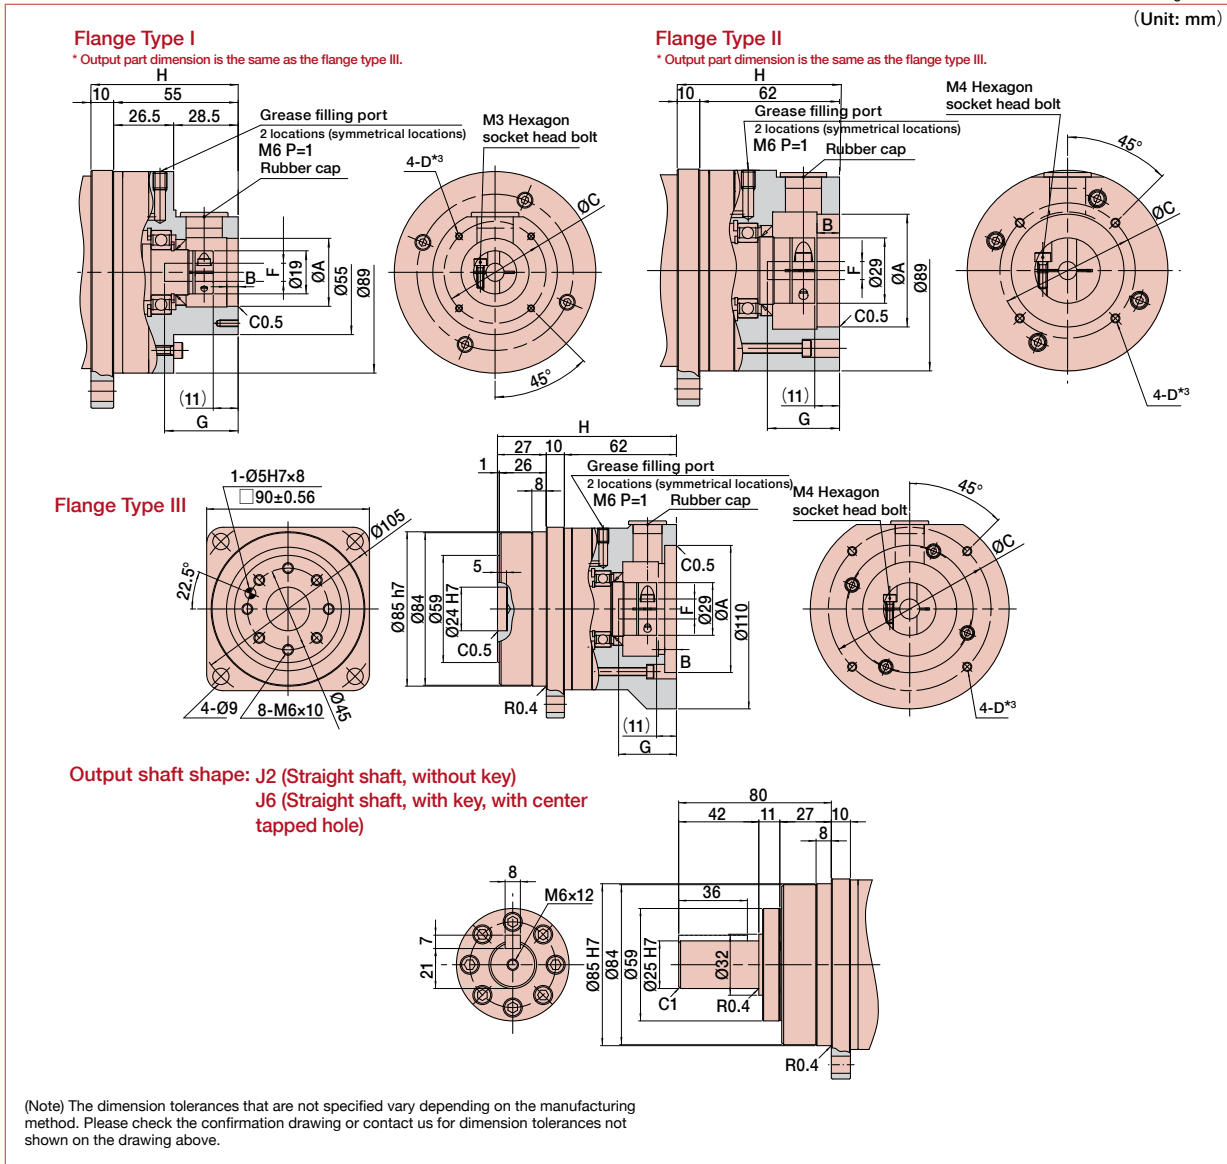 (Unit: mm)
Flange Type I
* Output part dimension is the same as the flange type III.
H
10
55
26.5
28.5
Grease filling port
2 locations (symmetrical locations)
M6 P=1
Rubber cap
M3 Hexagon
socket head bolt
4-D*3
ØC
B
F
Ø19
ØA
Ø55
Ø89
C0.5
(11)
G
45°
Flange Type II
* Output part dimension is the same as the flange type III.
H
10
62
Grease filling port
2 locations (symmetrical locations)
M6 P=1
Rubber cap
M4 Hexagon
socket head bolt
45°
ØC
B
F
Ø29
ØA
Ø89
C0.5
(11)
G
4-D*3
Flange Type III
1-Ø5H7×8
□90±0.56
Ø105
22.5°
4-Ø9
8-M6×10
Ø45
H
27
10
62
1
26
8
Grease filling port
2 locations (symmetrical locations)
M6 P=1
Rubber cap
M4 Hexagon
socket head bolt
45°
ØC
5
C0.5
Ø85 h7
Ø84
Ø59
Ø24 H7
C0.5
F
Ø29
ØA
Ø110
B
R0.4
(11)
G
4-D*3
Output shaft shape: J2 (Straight shaft, without key)
J6 (Straight shaft, with key, with center
tapped hole)
80
42
11
27
10
8
36
8
M6×12
7
21
Ø85 H7
Ø84
Ø59
Ø25 H7
Ø32
C1
R0.4
R0.4
(Note) The dimension tolerances that are not specified vary depending on the manufacturing
method. Please check the confirmation drawing or contact us for dimension tolerances not
shown on the drawing above.